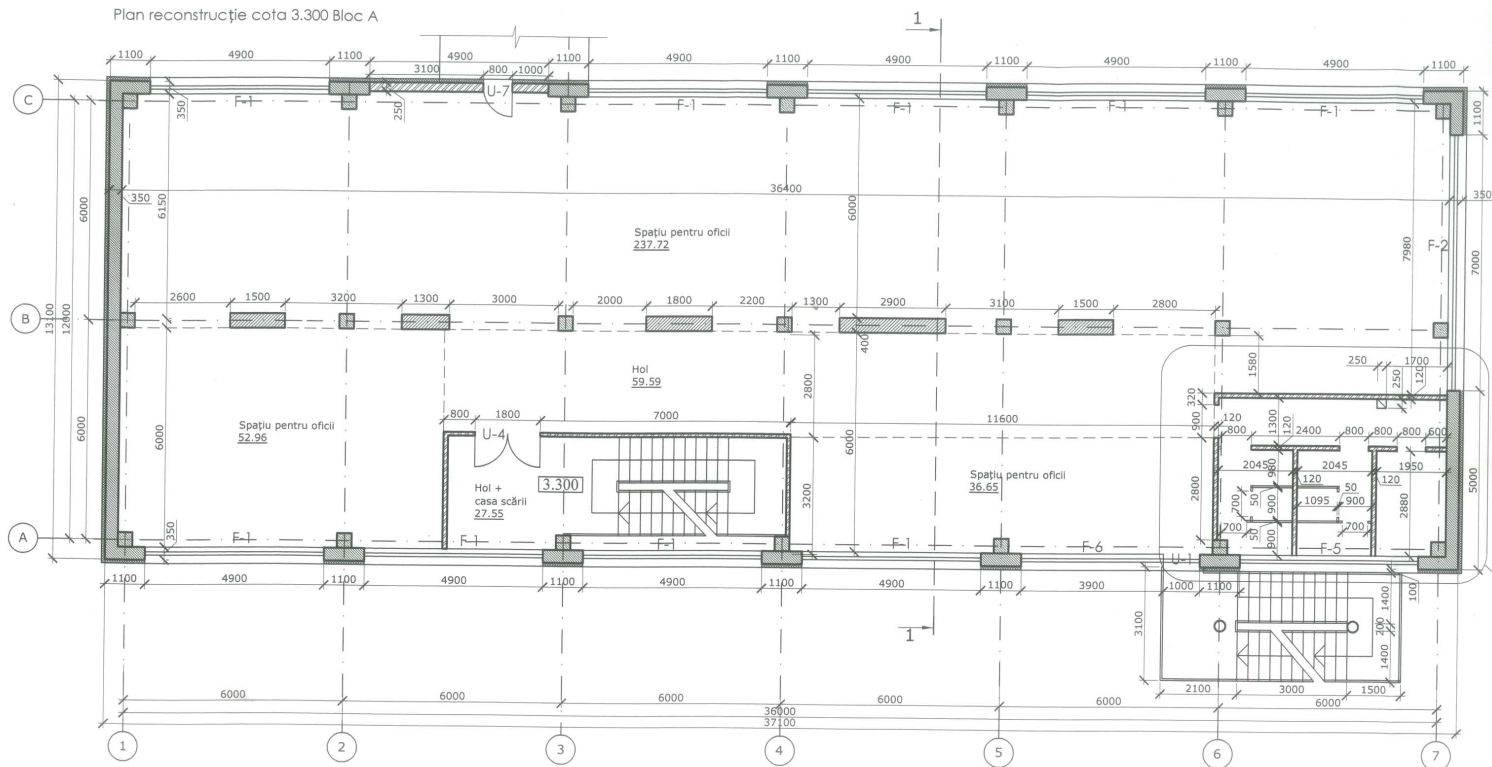 Plan reconstrucție cota 3.300 Bloc A
1
1100 4900 1100 4900 1100 4900 1100 4900 1100 4900 1100 4900 1100
3100 800 1000
C
U-7
F-1 F-1 F-1 F-1 F-1
350
250
1100
350
36400
350
6000
6150
6000
7980
F-2
7000
Spațiu pentru oficii
237.72
2600 1500 3200 1300 3000 2000 1800 2200 1300 2900 3100 1500 2800
B
13100
12000
400
1580
250 1700
250
120
Hol
59.59
2800
320
900
800 1800 7000
11600
120
800
1300
120
2400
800 800 800 600
U-4
Spațiu pentru oficii
52.96
6000
6000
6000
2045
980
2045
1950
120
120
5000
Hol +
casa scării
27.55
3.300
Spațiu pentru oficii
36.65
3200
2800
700
50
900
50
1095
900
2880
700
50
900
700
A
350
F-1 F-1 F-1 F-1 F-6 U-1 F-5
1100 4900 1100 4900 1100 4900 1100 4900 1100 3900 1000 1100
100
3100
1400
200
1400
1
2100 3000 1500
6000 6000 6000 6000 6000 6000
36000
37100
1 2 3 4 5 6 7